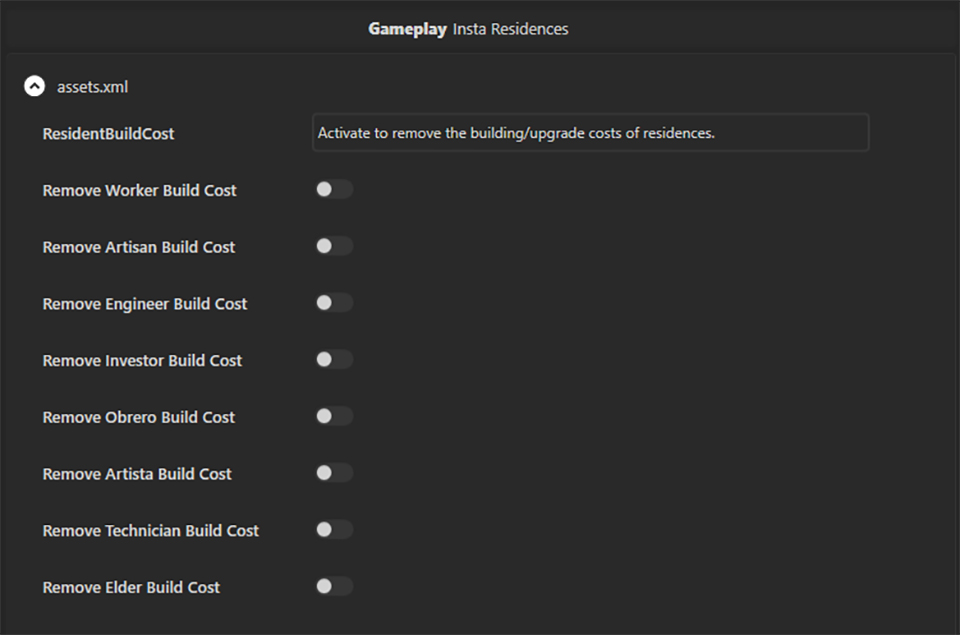 Gameplay Insta Residences
assets.xml
ResidentBuildCost Activate to remove the building/upgrade costs of residences.
Remove Worker Build Cost
Remove Artisan Build Cost
Remove Engineer Build Cost
Remove Investor Build Cost
Remove Obrero Build Cost
Remove Artista Build Cost
Remove Technician Build Cost
Remove Elder Build Cost